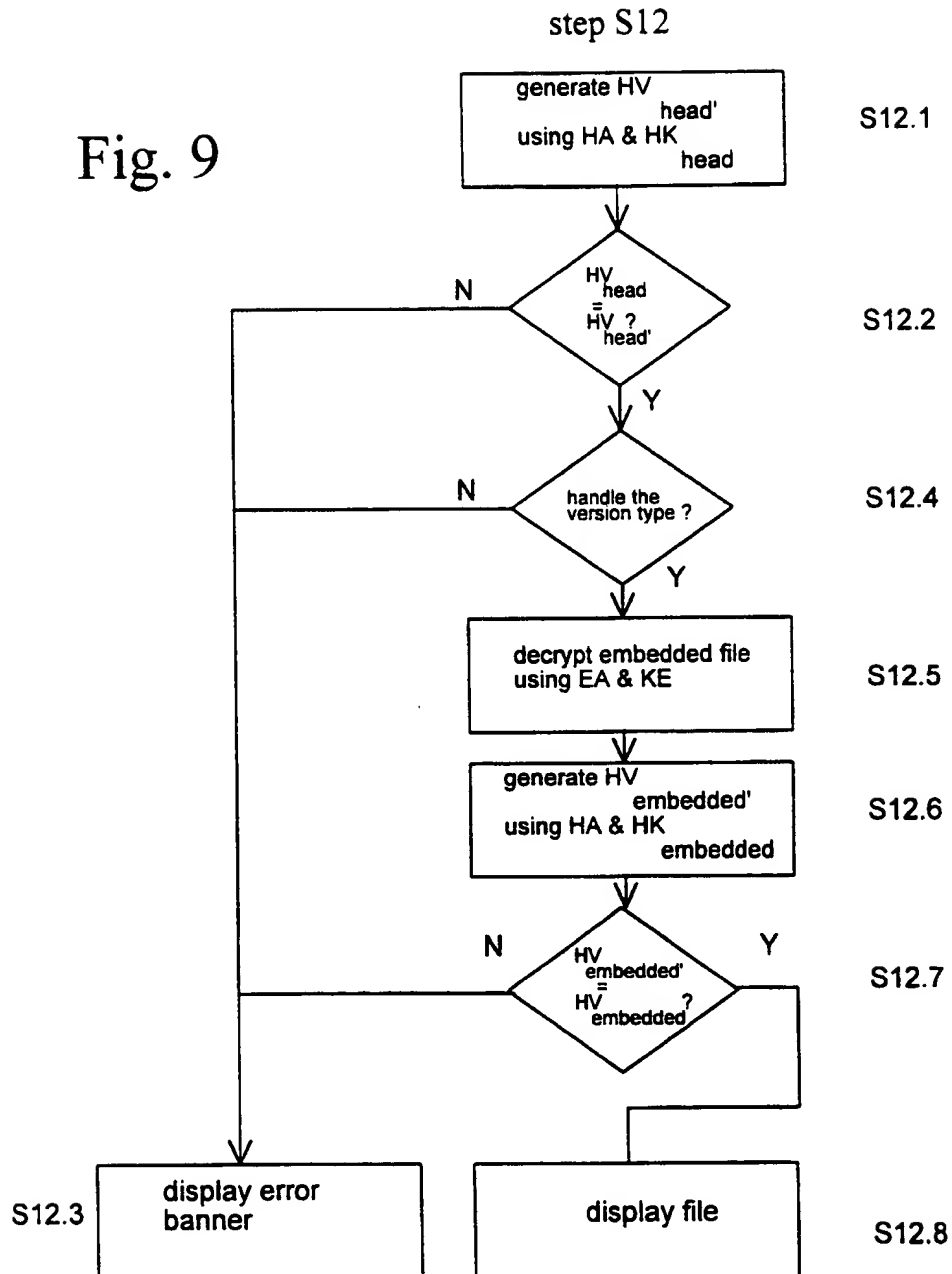 step S12
Fig. 9
generate HV
head'
using HA & HK
head
S12.1
HV
head
=
HV ?
head'
N
S12.2
Y
handle the
version type ?
N
S12.4
Y
decrypt embedded file
using EA & KE
S12.5
generate HV
embedded'
using HA & HK
embedded
S12.6
N
HV
embedded'
=
HV ?
embedded
Y
S12.7
S12.3
display error
banner
display file
S12.8